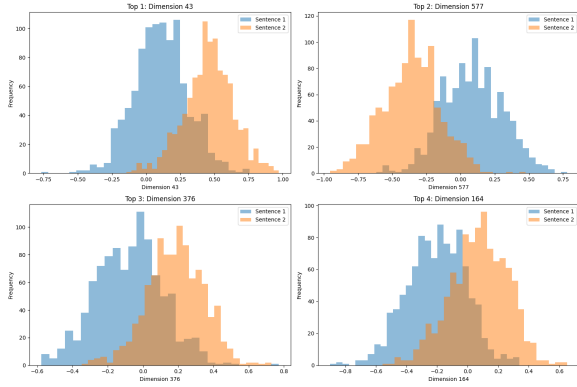 Top 1: Dimension 43
Sentence 1
Sentence 2
Frequency
100
80
60
40
20
0
-0.75 -0.50 -0.25 0.00 0.25 0.50 0.75 1.00
Dimension 43
Top 2: Dimension 577
Sentence 1
Sentence 2
Frequency
120
100
80
60
40
20
0
-1.00 -0.75 -0.50 -0.25 0.00 0.25 0.50 0.75
Dimension 577
Top 3: Dimension 376
Sentence 1
Sentence 2
Frequency
100
80
60
40
20
0
-0.6 -0.4 -0.2 0.0 0.2 0.4 0.6 0.8
Dimension 376
Top 4: Dimension 164
Sentence 1
Sentence 2
Frequency
100
80
60
40
20
0
-0.8 -0.6 -0.4 -0.2 0.0 0.2 0.4 0.6
Dimension 164